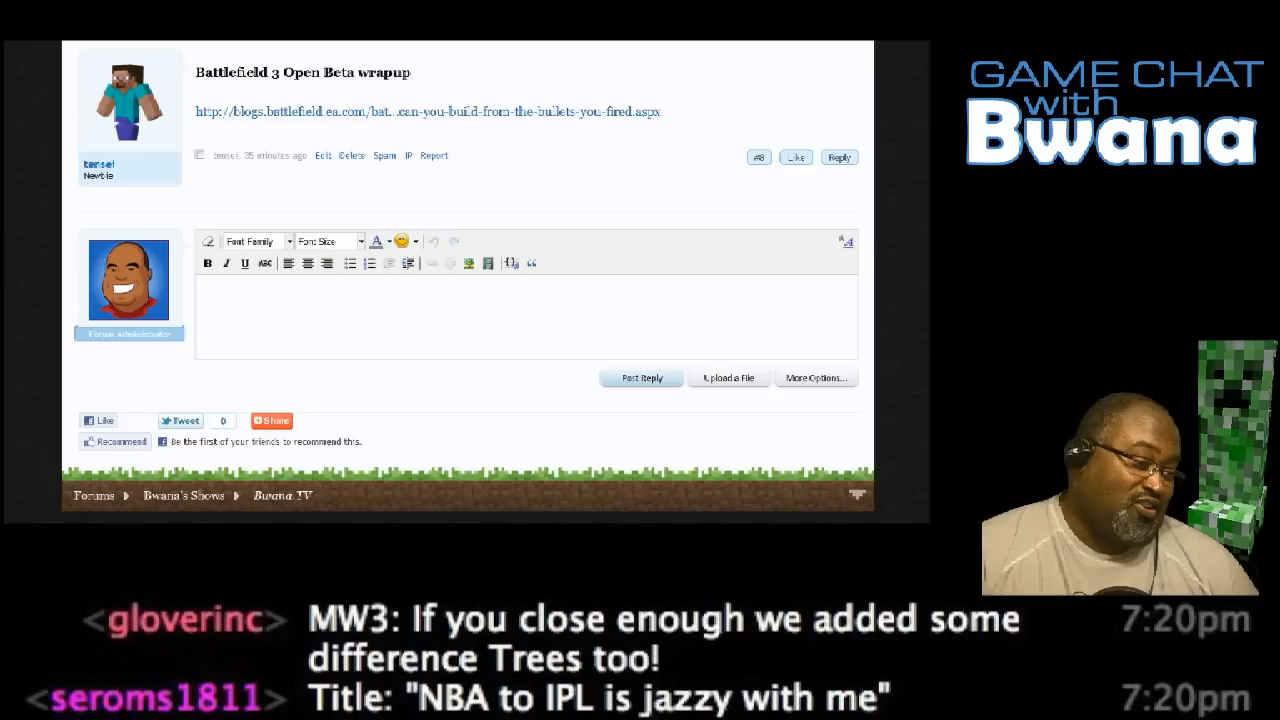 Battlefield 3 Open Beta wrapup
http://blogs.battlefield.ea.com/bat...can-you-build-from-the-bullets-you-fired.aspx
tensei
Newbie
tensei, 35 minutes ago Edit Delete Spam IP Report
#8 Like Reply
Font Family Font Size A
B I U ABC
Forum Administrator
Post Reply Upload a File More Options...
Like Tweet 0 Share
Recommend Be the first of your friends to recommend this.
Forums Bwana's Shows Bwana.TV
GAME CHAT
with
Bwana
<gloverinc> MW3: If you close enough we added some 7:20pm
difference Trees too!
<seroms1811> Title: "NBA to IPL is jazzy with me" 7:20pm